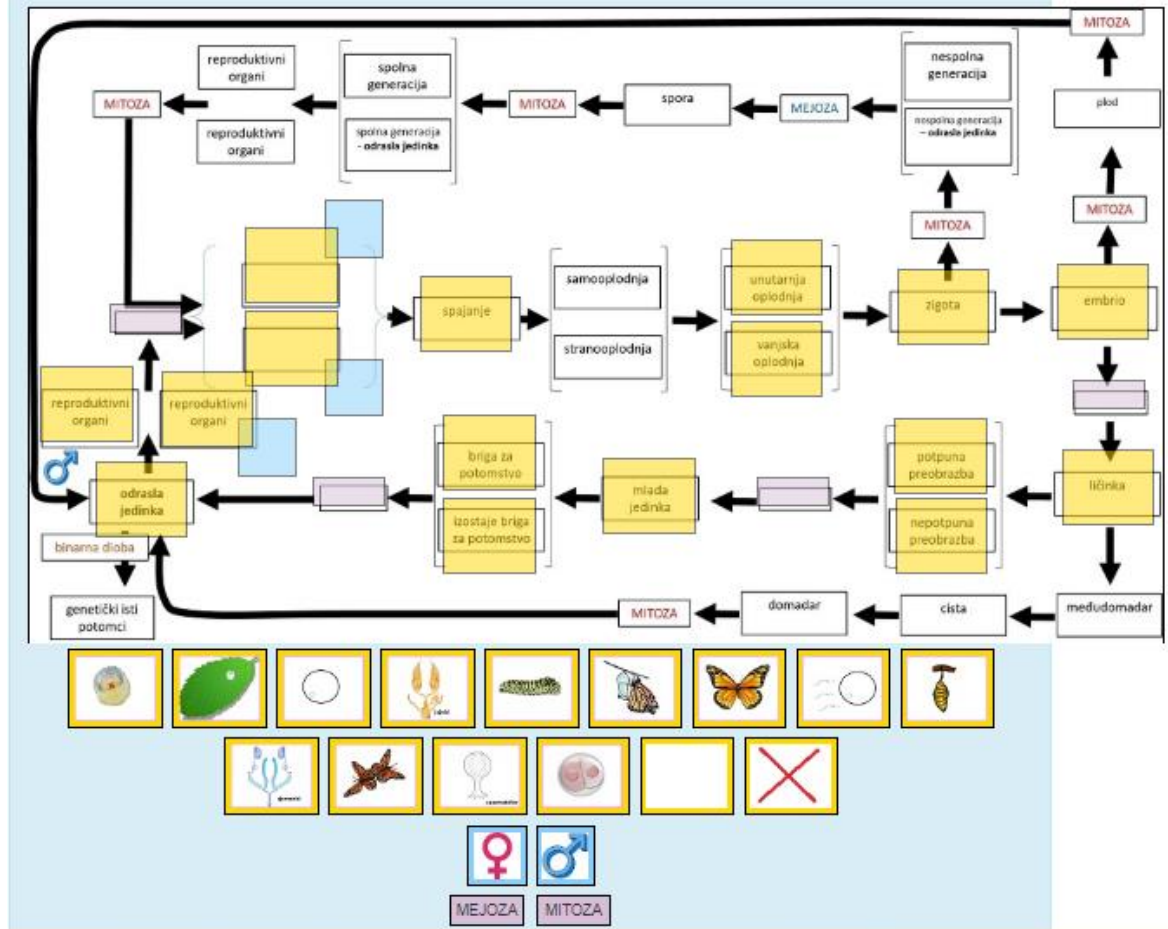 MITOZA
reproduktivni
organi
spolna
generacija
nespolna
generacija
plod
MITOZA
MITOZA
spora
MEJOZA
reproduktivni
organi
spolna generacija
- odrasla jedinka
nespolna generacija
– odrasla jedinka
MITOZA
MITOZA
samooplodnja
unutarnja
oplodnja
spajanje
zigota
embrio
stranooplodnja
vanjska
oplodnja
reproduktivni
organi
reproduktivni
organi
briga za
potomstvo
potpuna
preobrazba
odrasla
jedinka
mlada
jedinka
ličinka
izostaje briga
za potomstvo
nepotpuna
preobrazba
binarna dioba
genetički isti
potomci
MITOZA
domadar
cista
međudomadar
MEJOZA
MITOZA